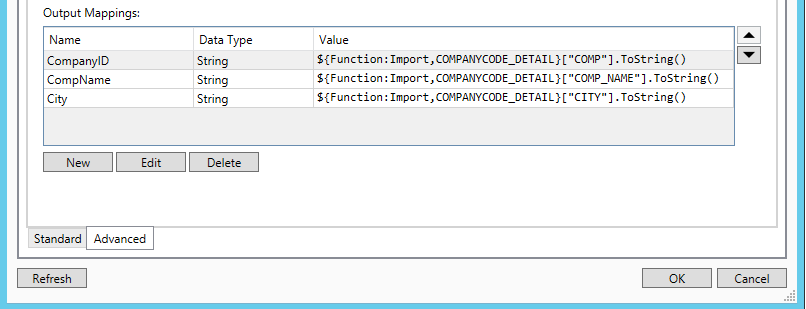 Output Mappings:
Name Data Type Value
CompanyID String ${Function:Import,COMPANYCODE_DETAIL}["COMP"].ToString()
CompName String ${Function:Import,COMPANYCODE_DETAIL}["COMP_NAME"].ToString()
City String ${Function:Import,COMPANYCODE_DETAIL}["CITY"].ToString()
New Edit Delete
Standard Advanced
Refresh OK Cancel